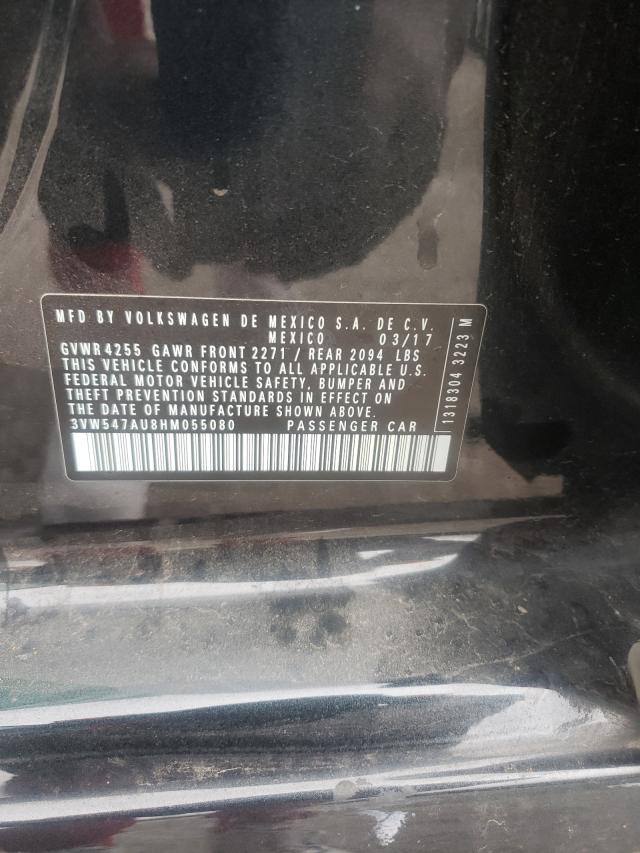 MFD BY VOLKSWAGEN DE MEXICO S.A. DE C.V.
MEXICO 03/17
GVWR 4255 GAWR FRONT 2271 / REAR 2094 LBS
THIS VEHICLE CONFORMS TO ALL APPLICABLE U.S.
FEDERAL MOTOR VEHICLE SAFETY, BUMPER AND
THEFT PREVENTION STANDARDS IN EFFECT ON
THE DATE OF MANUFACTURE SHOWN ABOVE.
3VW547AU8HM055080 PASSENGER CAR
1318304 3223 M